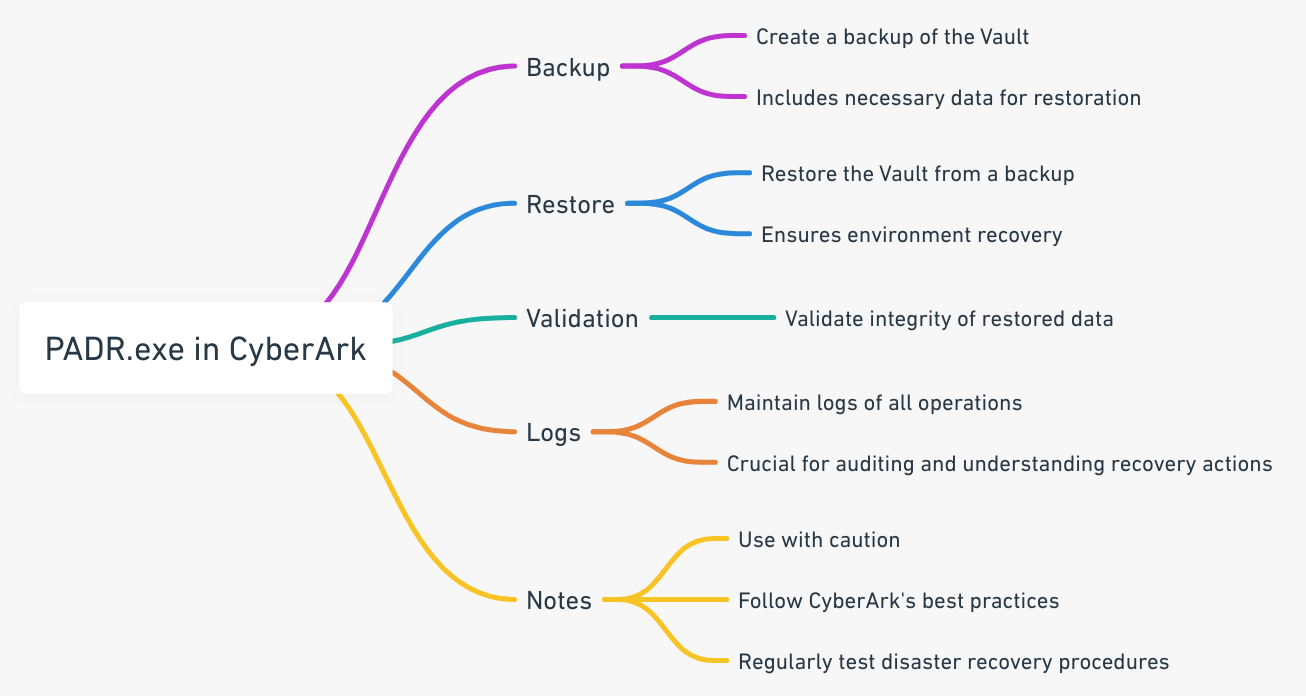 PADR.exe in CyberArk
Backup
Create a backup of the Vault
Includes necessary data for restoration
Restore
Restore the Vault from a backup
Ensures environment recovery
Validation
Validate integrity of restored data
Logs
Maintain logs of all operations
Crucial for auditing and understanding recovery actions
Notes
Use with caution
Follow CyberArk's best practices
Regularly test disaster recovery procedures